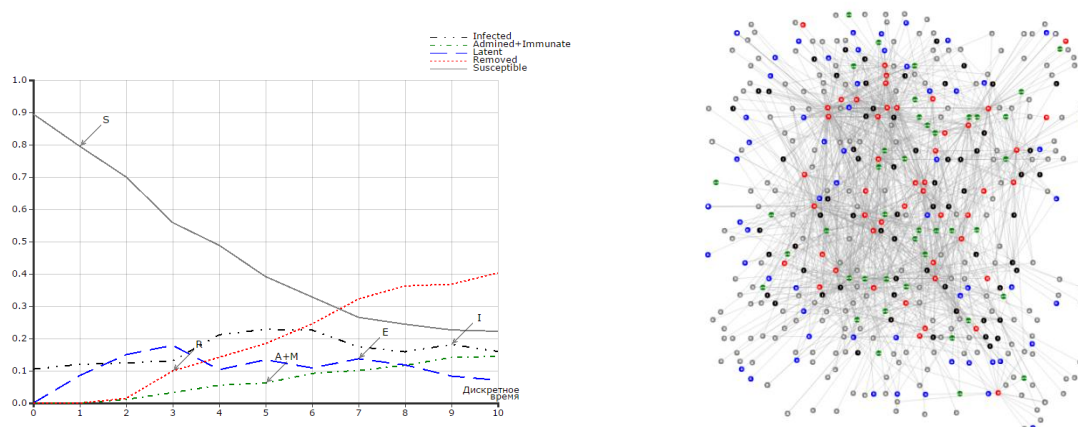 Infected
Admined+Immunate
Latent
Removed
Susceptible
1.0
0.9
S
0.8
0.7
0.6
0.5
0.4
0.3
I
E
0.2
R
A+M
0.1
Дискретное
время
0.0
0 1 2 3 4 5 6 7 8 9 10